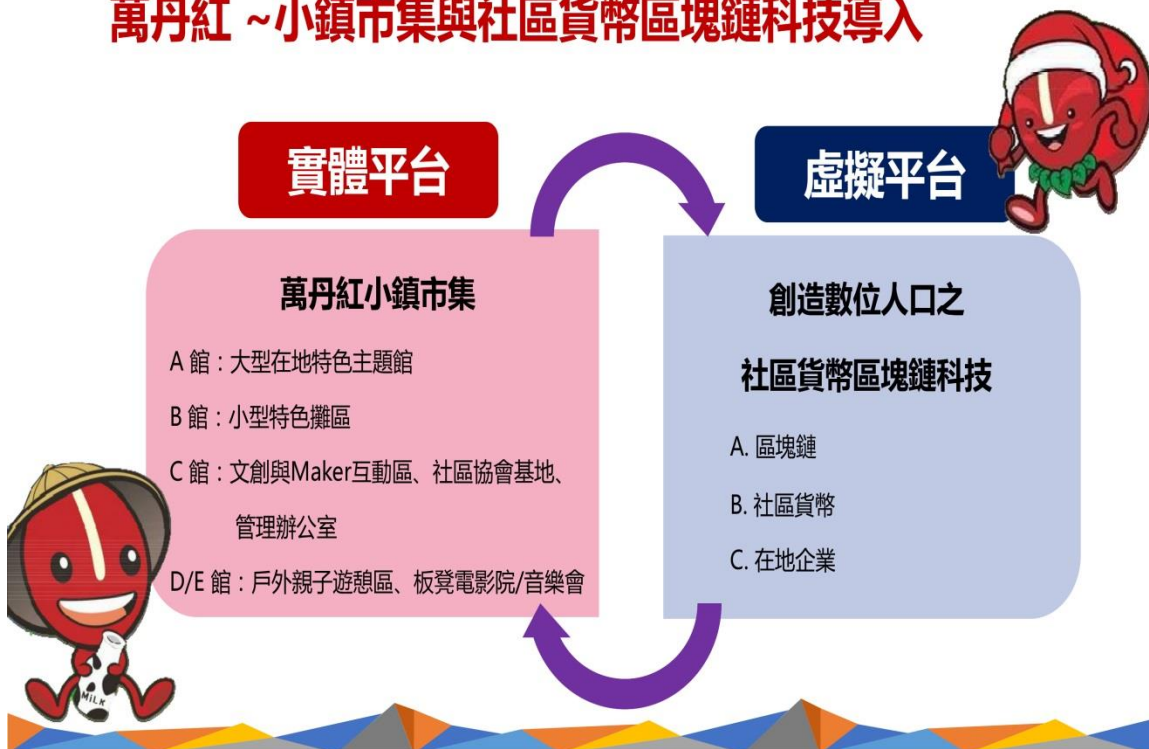 萬丹紅 ~小鎮市集與社區貨幣區塊鏈科技導入
實體平台
萬丹紅小鎮市集
A 館：大型在地特色主題館
B 館：小型特色攤區
C 館：文創與Maker互動區、社區協會基地、
管理辦公室
D/E 館：戶外親子遊憩區、板凳電影院/音樂會
虛擬平台
創造數位人口之
社區貨幣區塊鏈科技
A. 區塊鏈
B. 社區貨幣
C. 在地企業
MiLK